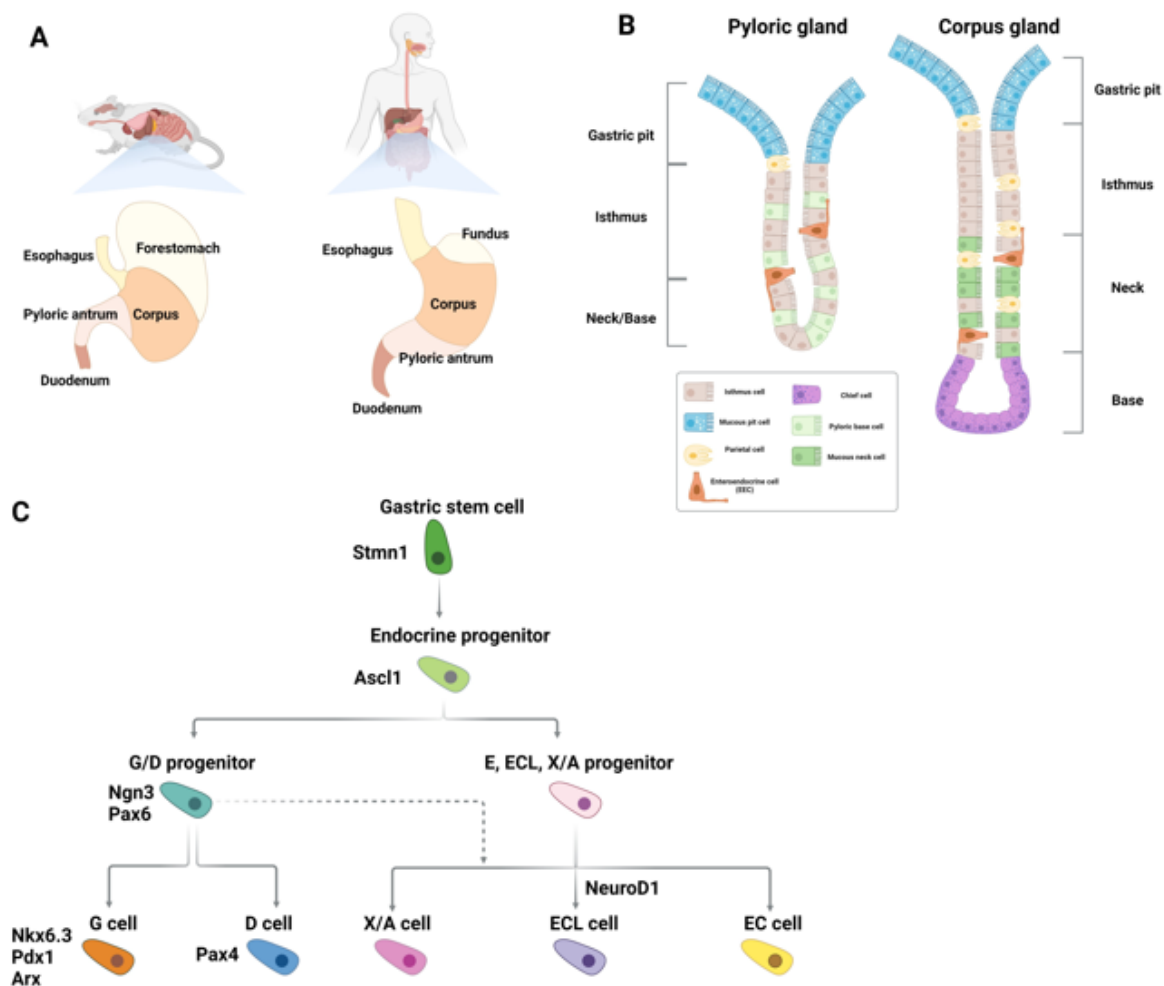 A
Esophagus
Forestomach
Pyloric antrum
Corpus
Duodenum
Esophagus
Fundus
Corpus
Pyloric antrum
Duodenum
B
Pyloric gland
Corpus gland
Gastric pit
Isthmus
Neck/Base
Gastric pit
Isthmus
Neck
Base
Isthmus cell
Chief cell
Mucous pit cell
Pyloric base cell
Parietal cell
Mucous neck cell
Enteroendocrine cell
(EEC)
C
Gastric stem cell
Stmn1
Endocrine progenitor
Ascl1
G/D progenitor
Ngn3
Pax6
E, ECL, X/A progenitor
NeuroD1
G cell
Nkx6.3
Pdx1
Arx
D cell
Pax4
X/A cell
ECL cell
EC cell